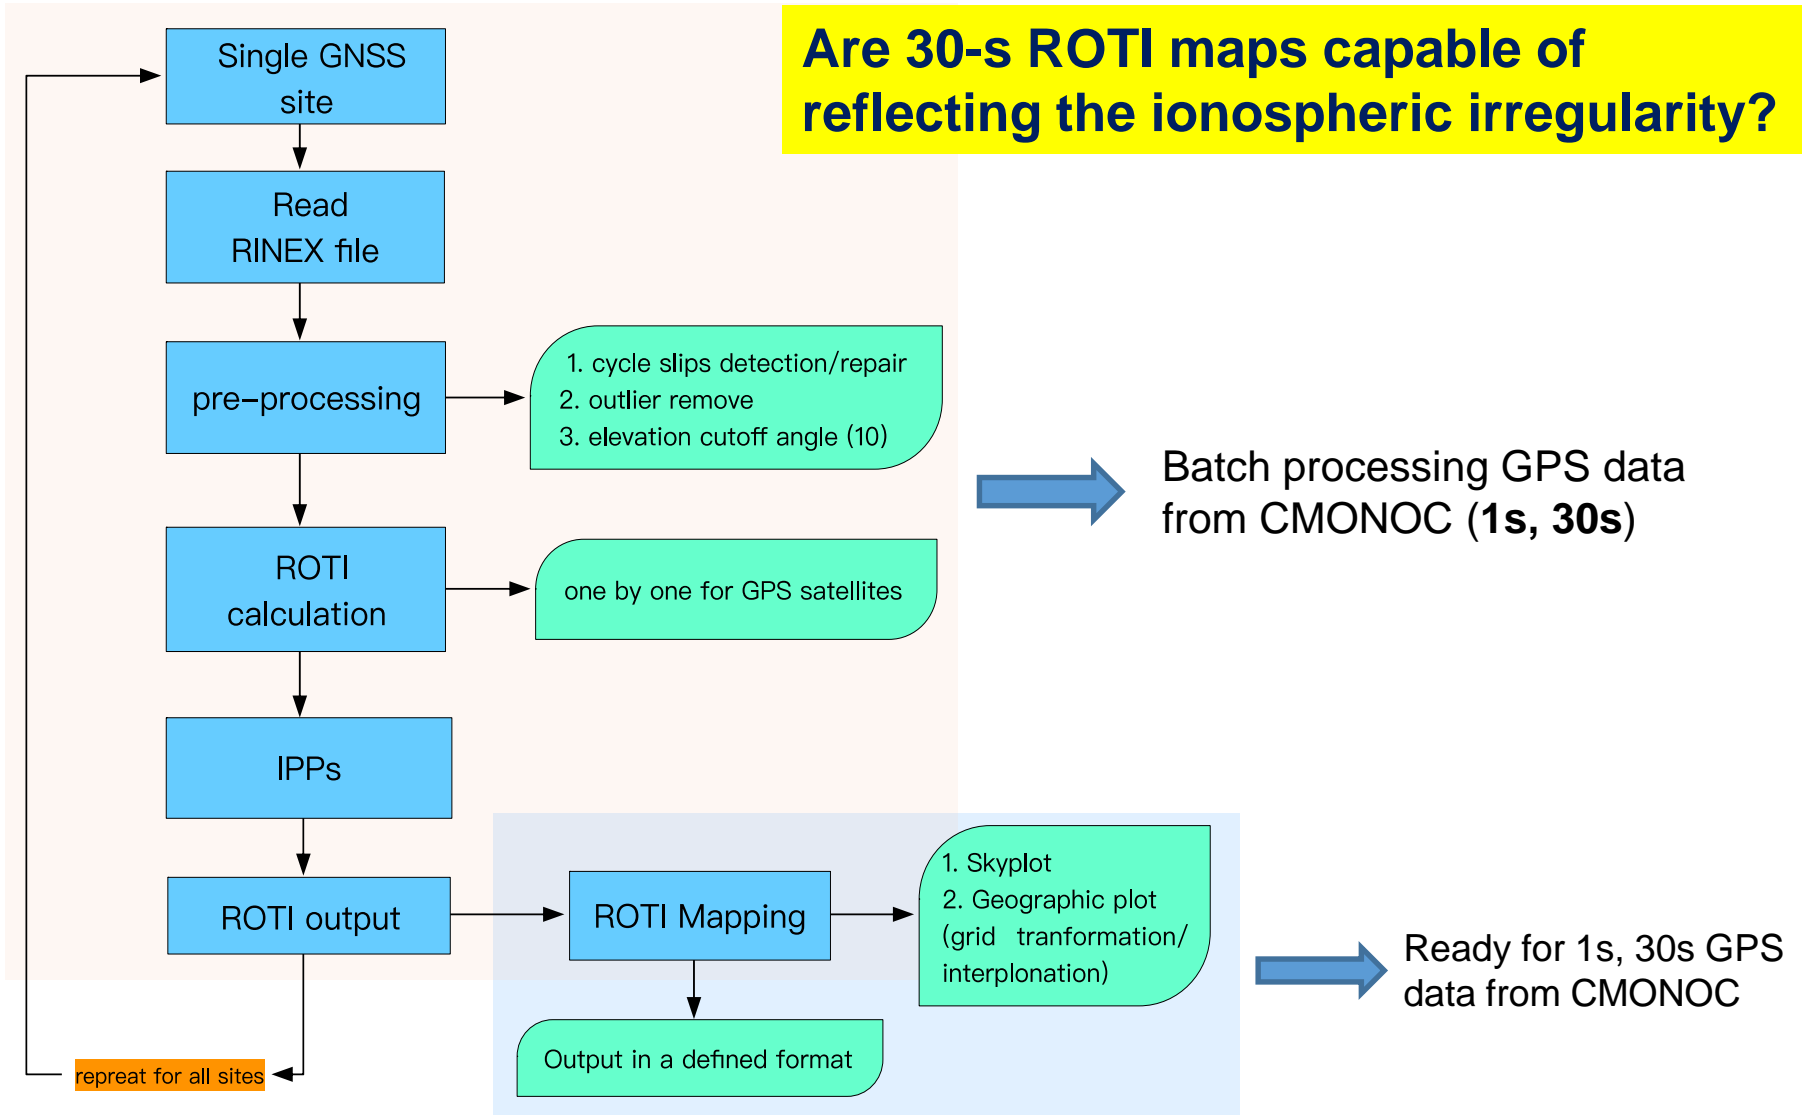 Are 30-s ROTI maps capable of
reflecting the ionospheric irregularity?
Single GNSS
site
Read
RINEX file
pre-processing
1. cycle slips detection/repair
2. outlier remove
3. elevation cutoff angle (10)
Batch processing GPS data
from CMONOC (1s, 30s)
ROTI
calculation
one by one for GPS satellites
IPPs
ROTI output
ROTI Mapping
1. Skyplot
2. Geographic plot
(grid tranformation/
interplonation)
Ready for 1s, 30s GPS
data from CMONOC
Output in a defined format
repreat for all sites